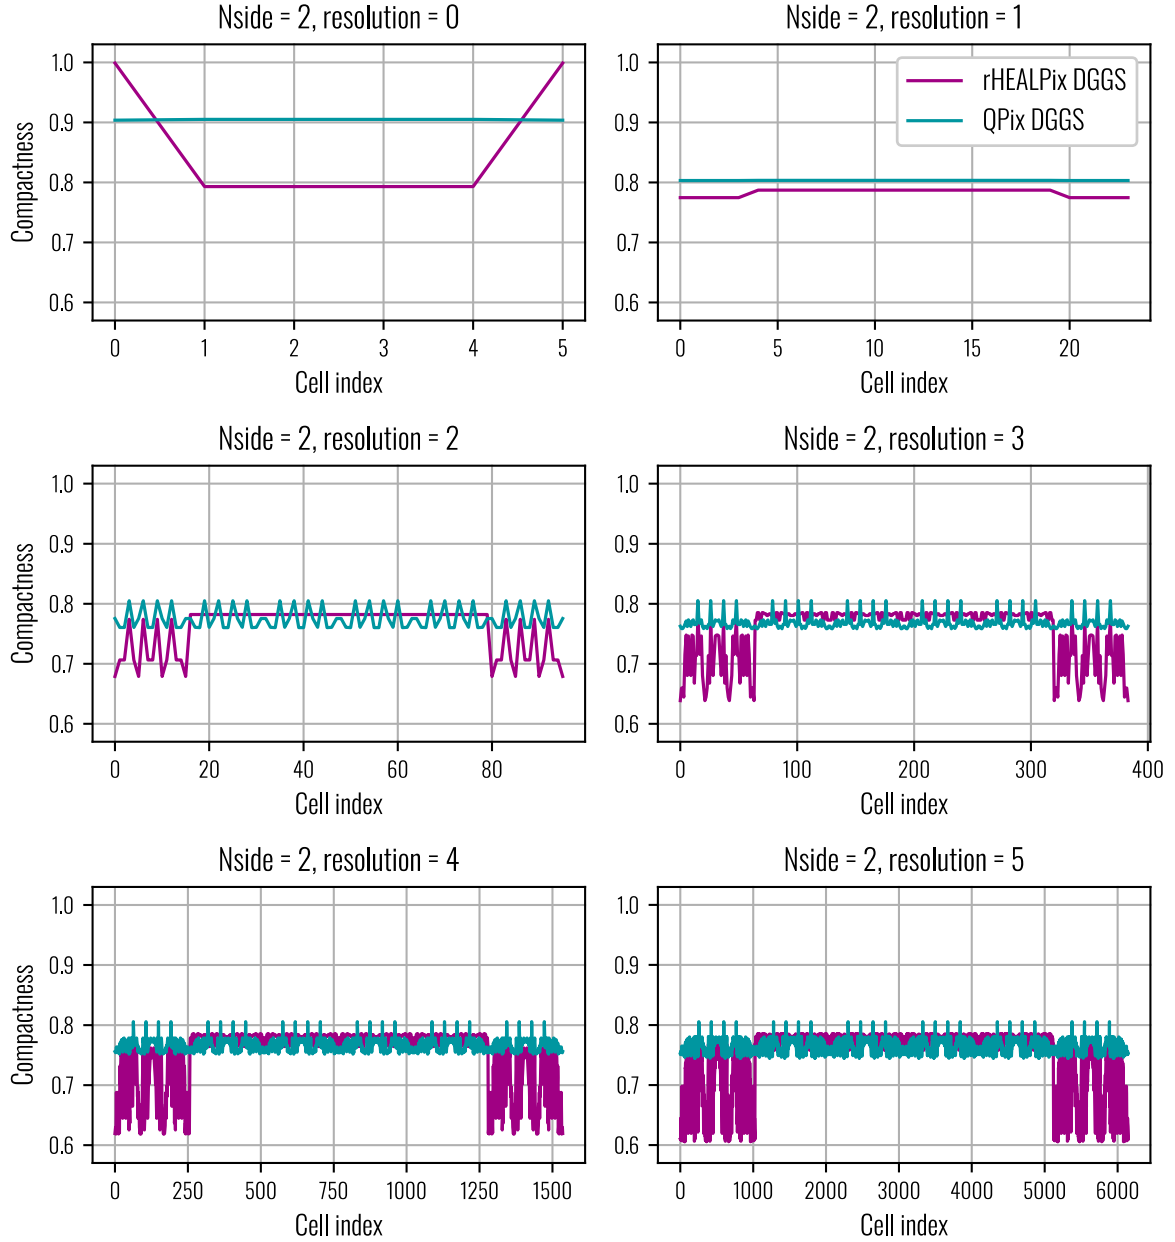 Nside = 2, resolution = 0
Nside = 2, resolution = 1
1.0
0.9
0.8
0.7
0.6
Compactness
0 1 2 3 4 5
Cell index
1.0
0.9
0.8
0.7
0.6
rHEALPix DGGS
QPix DGGS
0 5 10 15 20
Cell index
Nside = 2, resolution = 2
Nside = 2, resolution = 3
1.0
0.9
0.8
0.7
0.6
Compactness
0 20 40 60 80
Cell index
1.0
0.9
0.8
0.7
0.6
0 100 200 300 400
Cell index
Nside = 2, resolution = 4
Nside = 2, resolution = 5
1.0
0.9
0.8
0.7
0.6
Compactness
0 250 500 750 1000 1250 1500
Cell index
1.0
0.9
0.8
0.7
0.6
0 1000 2000 3000 4000 5000 6000
Cell index